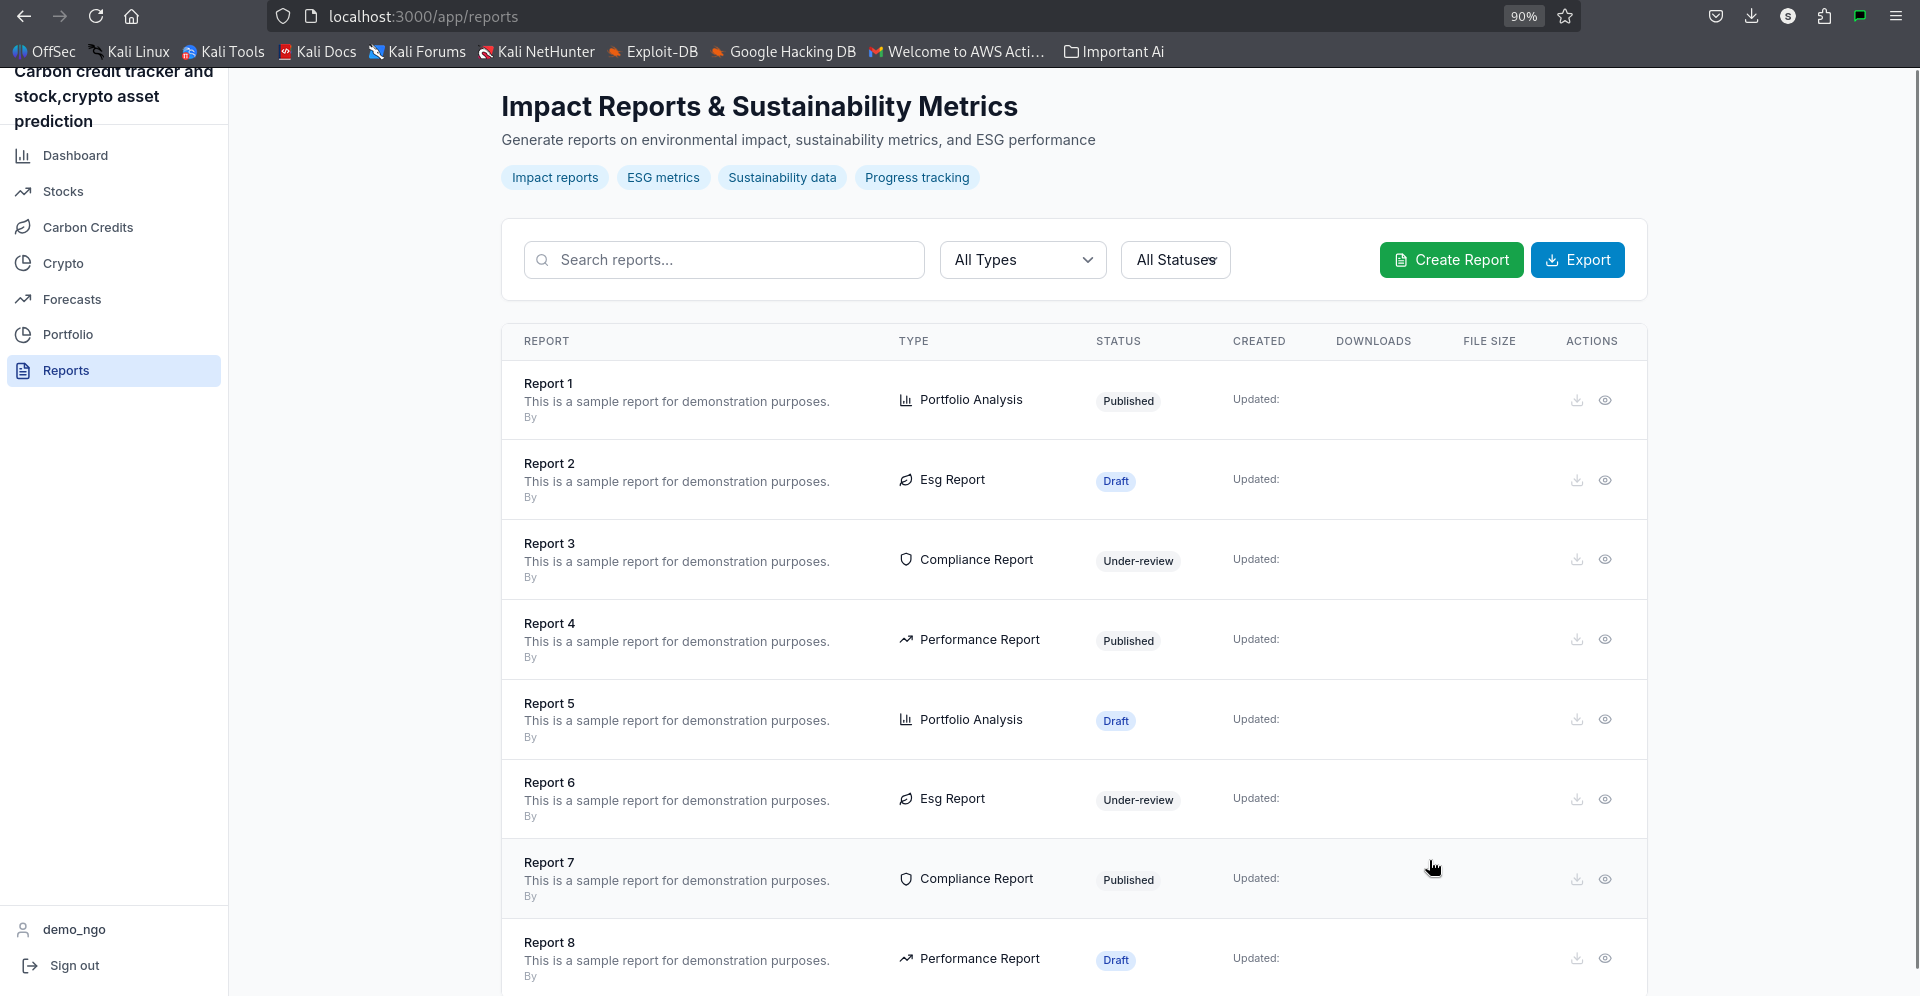 localhost:3000/app/reports
90%
S
OffSec
Kali Linux
Kali Tools
Kali Docs
Kali Forums
Kali NetHunter
Exploit-DB
Google Hacking DB
Welcome to AWS Acti…
Important Ai
Carbon credit tracker and
stock,crypto asset
prediction
Dashboard
Stocks
Carbon Credits
Crypto
Forecasts
Portfolio
Reports
demo_ngo
Sign out
Impact Reports & Sustainability Metrics
Generate reports on environmental impact, sustainability metrics, and ESG performance
Impact reports
ESG metrics
Sustainability data
Progress tracking
Search reports...
All Types
All Statuses
Create Report
Export
REPORT TYPE STATUS CREATED DOWNLOADS FILE SIZE ACTIONS
Report 1
This is a sample report for demonstration purposes.
By
Portfolio Analysis
Published
Updated:
Report 2
This is a sample report for demonstration purposes.
By
Esg Report
Draft
Updated:
Report 3
This is a sample report for demonstration purposes.
By
Compliance Report
Under-review
Updated:
Report 4
This is a sample report for demonstration purposes.
By
Performance Report
Published
Updated:
Report 5
This is a sample report for demonstration purposes.
By
Portfolio Analysis
Draft
Updated:
Report 6
This is a sample report for demonstration purposes.
By
Esg Report
Under-review
Updated:
Report 7
This is a sample report for demonstration purposes.
By
Compliance Report
Published
Updated:
Report 8
This is a sample report for demonstration purposes.
By
Performance Report
Draft
Updated: